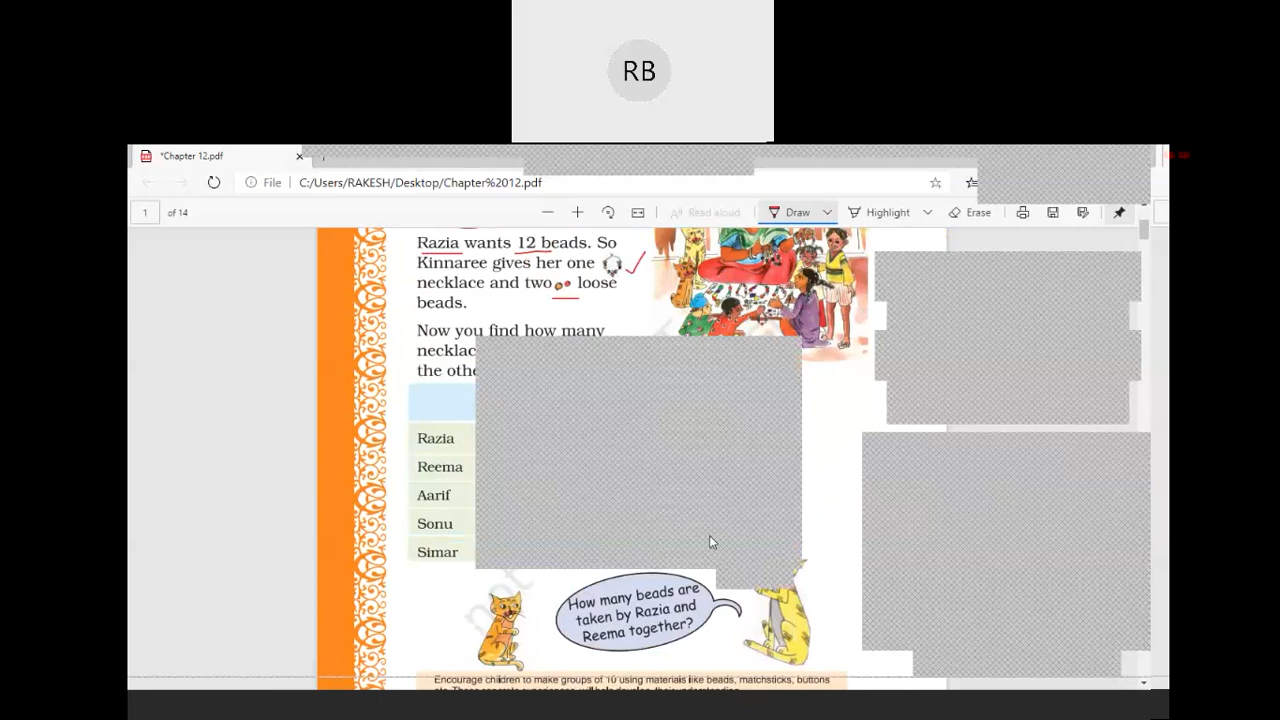 RB
*Chapter 12.pdf
File C:/Users/RAKESH/Desktop/Chapter%2012.pdf
1 of 14 Read aloud Draw Highlight Erase
Razia wants 12 beads. So
Kinnaree gives her one
necklace and two loose
beads.
Now you find how many
necklac
the othe
Razia
Reema
Aarif
Sonu
Simar
not
How many beads are
taken by Razia and
Reema together?
Encourage children to make groups of 10 using materials like beads, matchsticks, buttons